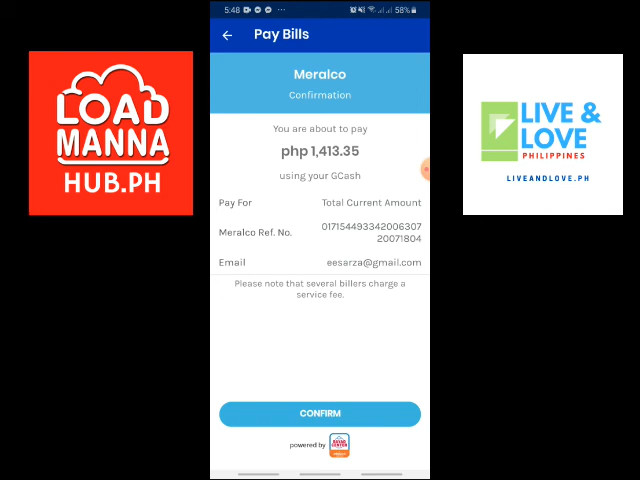 5:48
58%
Pay Bills
Meralco
Confirmation
You are about to pay
php 1,413.35
using your GCash
Pay For Total Current Amount
Meralco Ref. No. 017154493342006307
20071804
Email eesarza@gmail.com
Please note that several billers charge a
service fee.
CONFIRM
powered by
LOAD
MANNA
HUB.PH
LIVE &
LOVE
PHILIPPINES
LIVEANDLOVE.PH